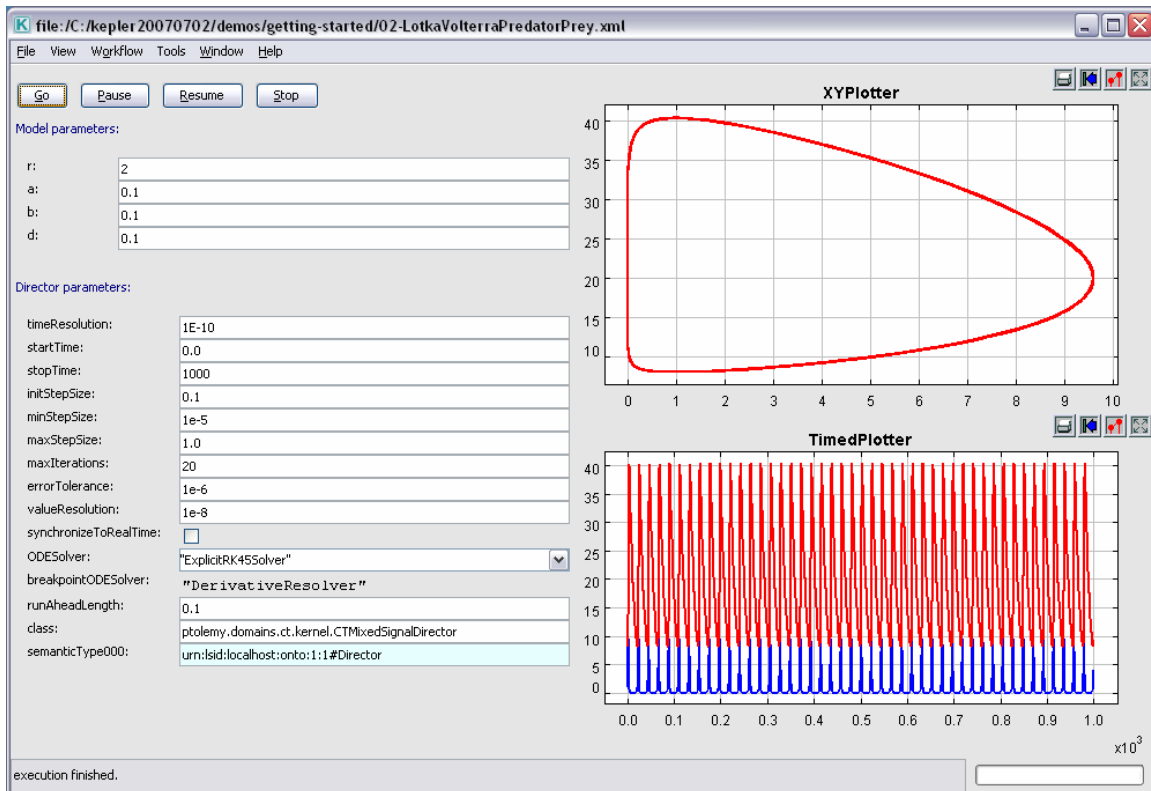 file:/C:/kepler20070702/demos/getting-started/02-LotkaVolterraPredatorPrey.xml
File View Workflow Tools Window Help
Go Pause Resume Stop
Model parameters:
r: 2
a: 0.1
b: 0.1
d: 0.1
Director parameters:
timeResolution: 1E-10
startTime: 0.0
stopTime: 1000
initStepSize: 0.1
minStepSize: 1e-5
maxStepSize: 1.0
maxIterations: 20
errorTolerance: 1e-6
valueResolution: 1e-8
synchronizeToRealTime:
ODESolver: "ExplicitRK45Solver"
breakpointODESolver: "DerivativeResolver"
runAheadLength: 0.1
class: ptolemy.domains.ct.kernel.CTMixedSignalDirector
semanticType000: urn:lsid:localhost:onto:1:1#Director
XYPlotter
40
35
30
25
20
15
10
0 1 2 3 4 5 6 7 8 9 10
TimedPlotter
40
35
30
25
20
15
10
5
0
0.0 0.1 0.2 0.3 0.4 0.5 0.6 0.7 0.8 0.9 1.0
x10³
execution finished.